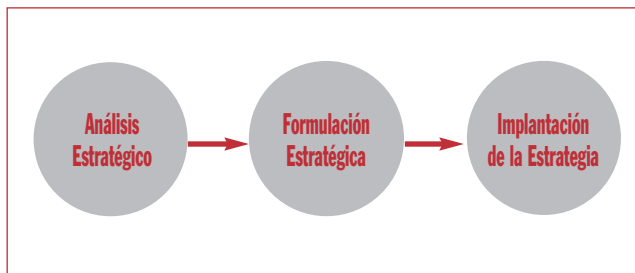 Análisis
Estratégico
Formulación
Estratégica
Implantación
de la Estrategia